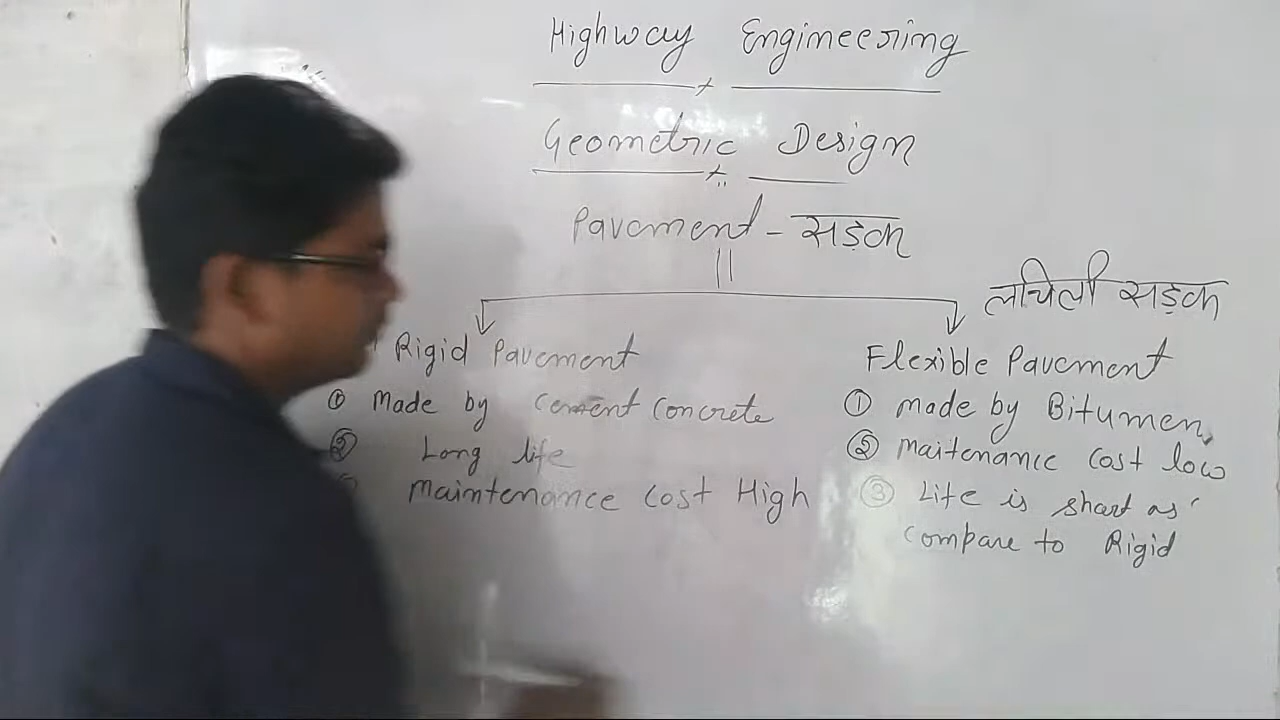 Highway Engineering
Geometric Design
Pavement - सड़क
लचिली सड़क
Rigid Pavement
① Made by Cement Concrete
② Long life
Maintenance Cost High
Flexible Pavement
① Made by Bitumen
② Maitenance Cost low
③ Life is short as
Compare to Rigid